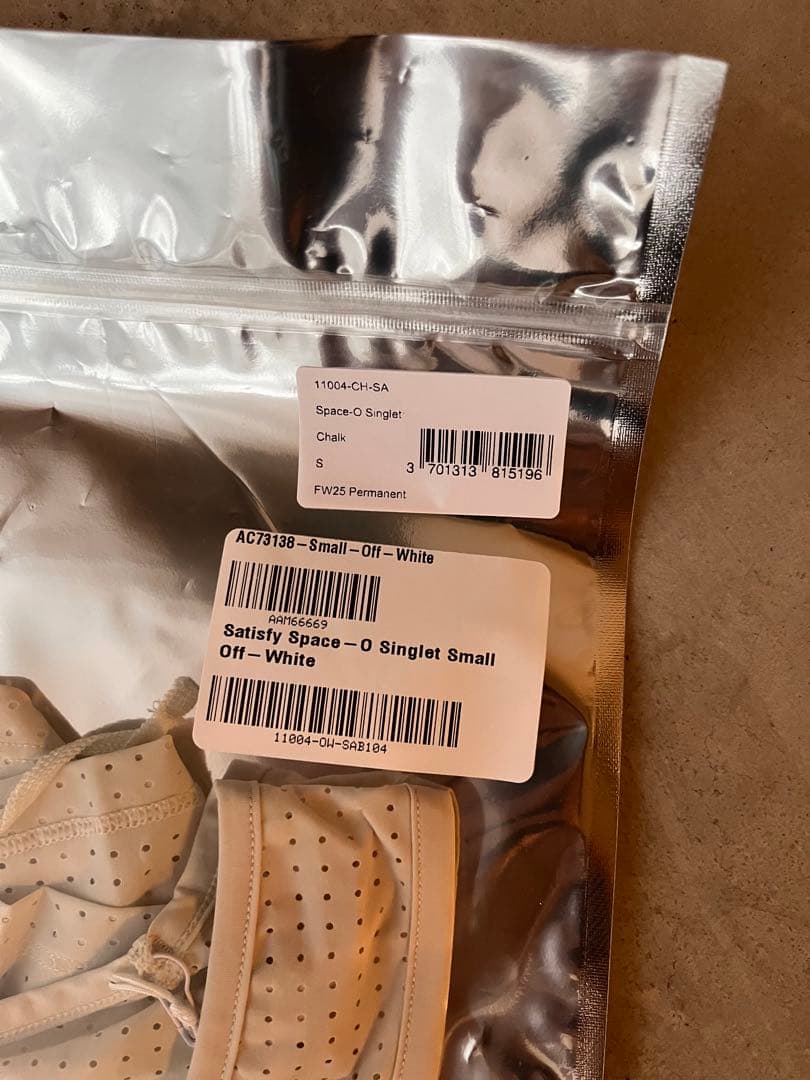 11004-CH-SA
Space-O Singlet
Chalk
S
3 701313 815196
FW25 Permanent
AC73138-Small-Off-White
AAM66669
Satisfy Space-O Singlet Small
Off-White
11004-OW-SAB104